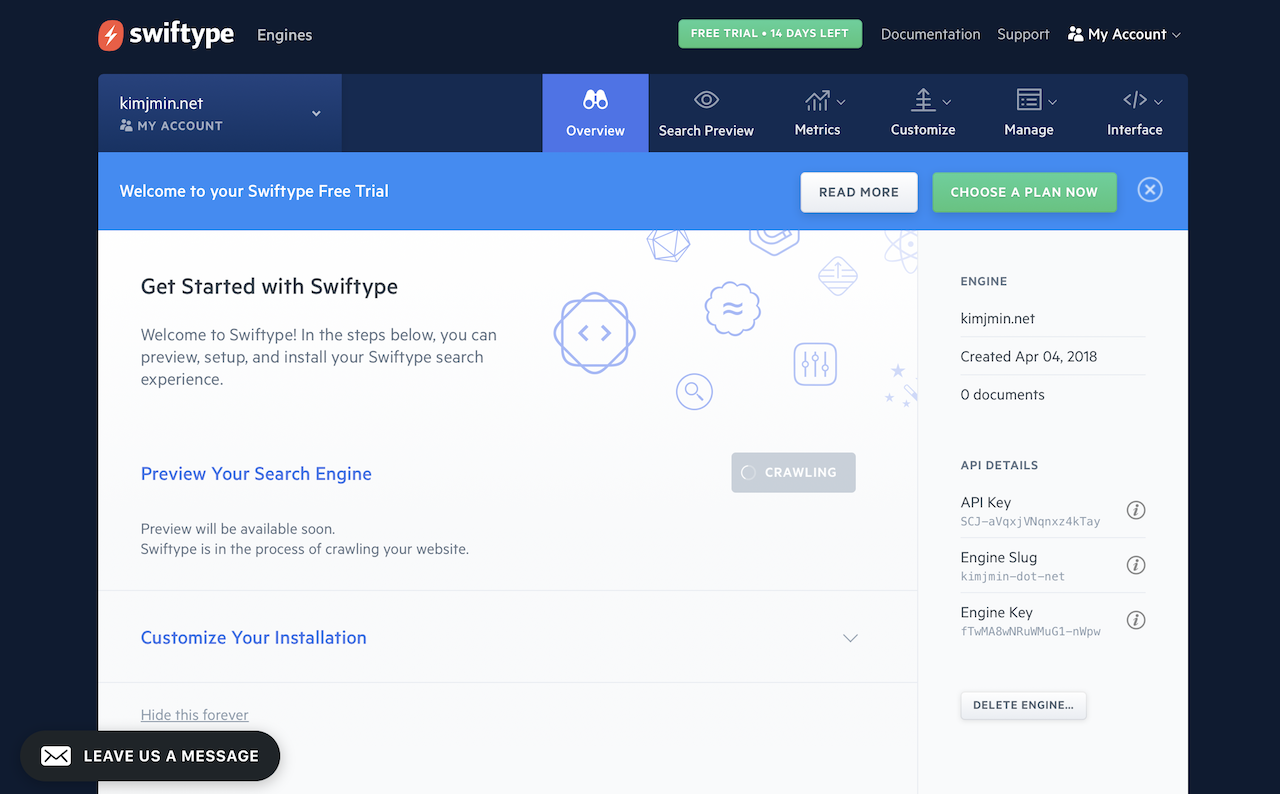 swiftype
Engines
FREE TRIAL • 14 DAYS LEFT
Documentation
Support
My Account
kimjmin.net
MY ACCOUNT
Overview
Search Preview
Metrics
Customize
Manage
Interface
Welcome to your Swiftype Free Trial
READ MORE
CHOOSE A PLAN NOW
Get Started with Swiftype
Welcome to Swiftype! In the steps below, you can
preview, setup, and install your Swiftype search
experience.
Preview Your Search Engine
CRAWLING
Preview will be available soon.
Swiftype is in the process of crawling your website.
Customize Your Installation
Hide this forever
LEAVE US A MESSAGE
ENGINE
kimjmin.net
Created Apr 04, 2018
0 documents
API DETAILS
API Key
SCJ-aVqxjVNqnxz4kTay
Engine Slug
kimjmin-dot-net
Engine Key
fTwMA8wNRuWMuG1-nWpw
DELETE ENGINE...